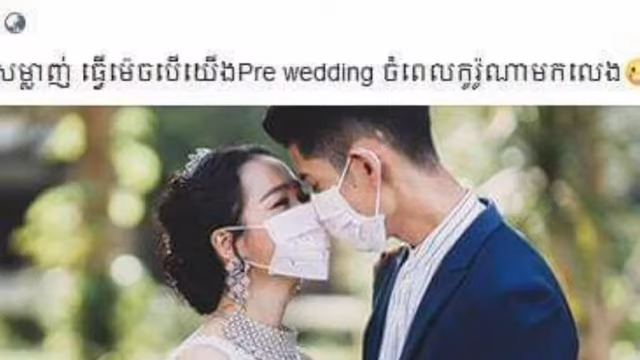 សម្លាញ់ ធ្វើម៉េចបើយើងPre wedding ចំពេលកូរ៉ូណាមកលេង